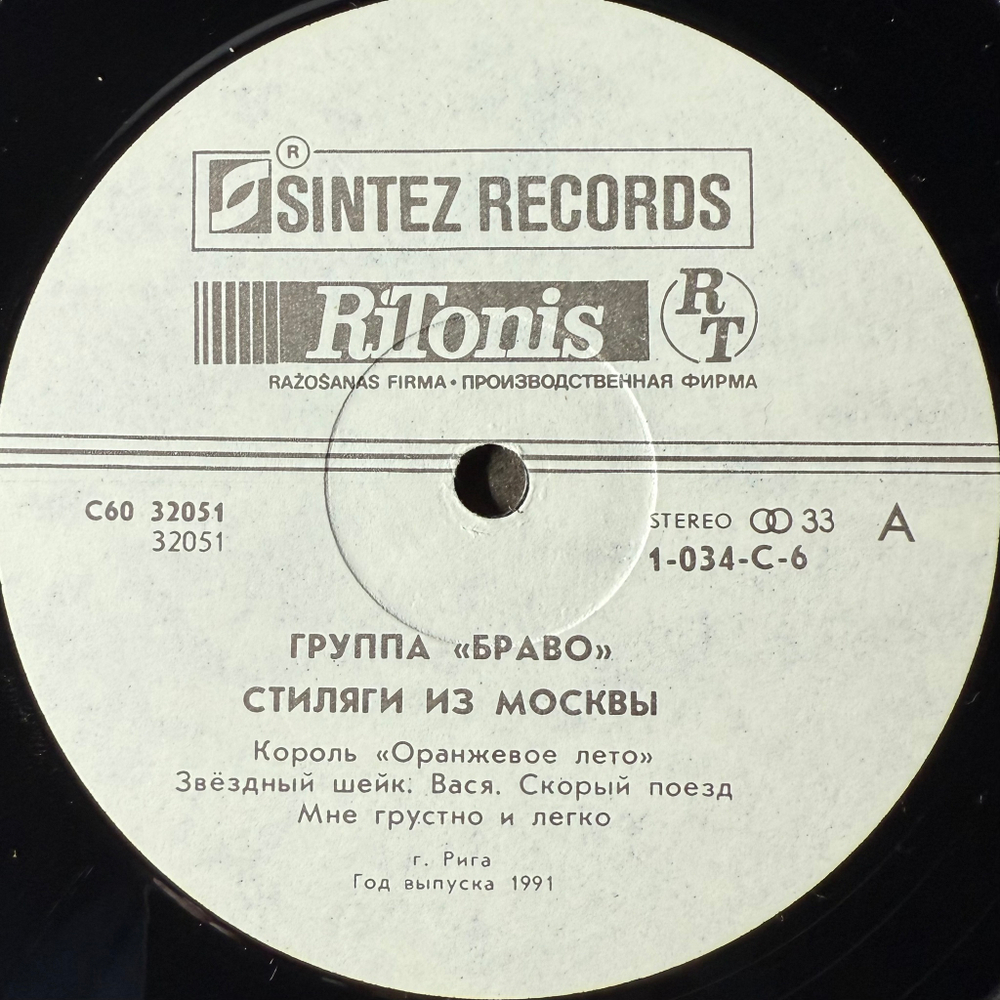 ®
SINTEZ RECORDS
RiTonis RT
RAŽOŠANAS FIRMA • ПРОИЗВОДСТВЕННАЯ ФИРМА
С60 32051
32051
STEREO 33 A
1-034-С-6
ГРУППА «БРАВО»
СТИЛЯГИ ИЗ МОСКВЫ
Король «Оранжевое лето»
Звёздный шейк. Вася. Скорый поезд
Мне грустно и легко
г. Рига
Год выпуска 1991